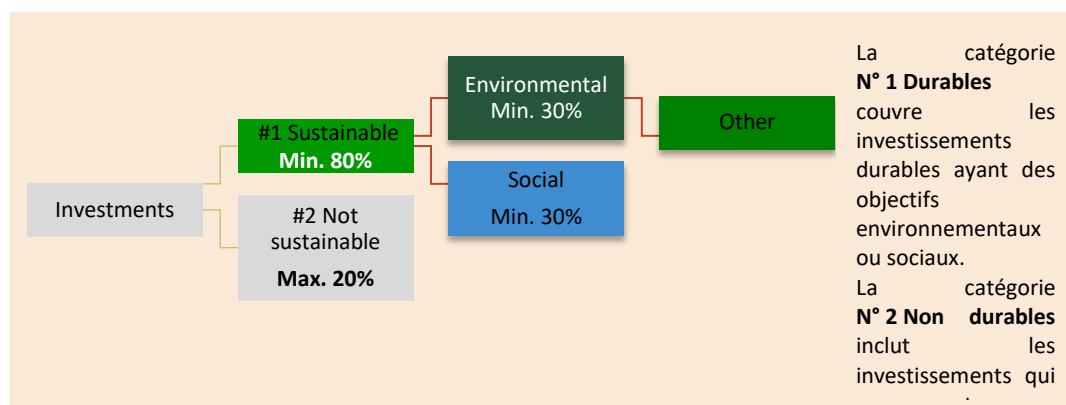 Investments
#1 Sustainable
Min. 80%
#2 Not
sustainable
Max. 20%
Environmental
Min. 30%
Social
Min. 30%
Other
La catégorie
N° 1 Durables
couvre les
investissements
durables ayant des
objectifs
environnementaux
ou sociaux.
La catégorie
N° 2 Non durables
inclut les
investissements qui